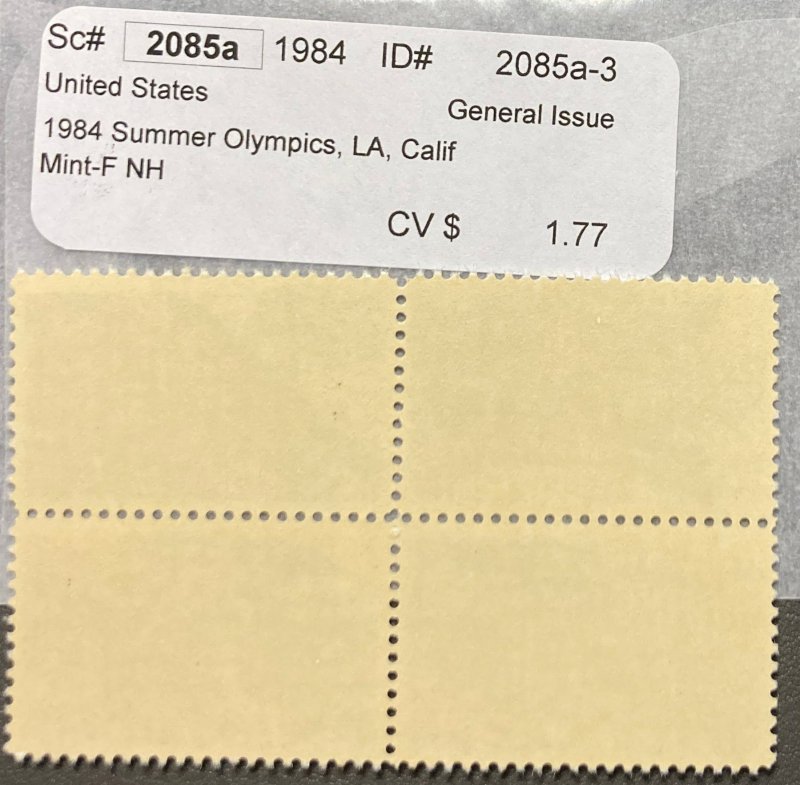 Sc# 2085a 1984 ID# 2085a-3
United States General Issue
1984 Summer Olympics, LA, Calif
Mint-F NH
CV $ 1.77